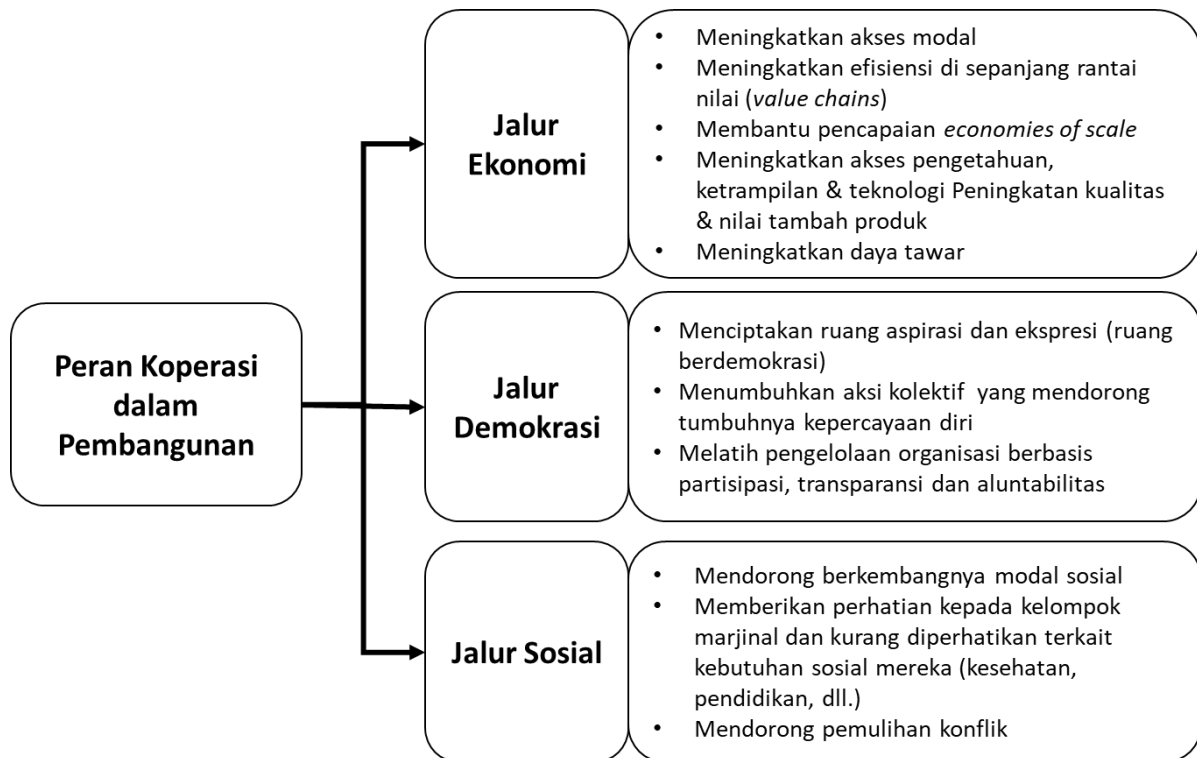 Peran Koperasi
dalam
Pembangunan
Jalur
Ekonomi
• Meningkatkan akses modal
• Meningkatkan efisiensi di sepanjang rantai
nilai (value chains)
• Membantu pencapaian economies of scale
• Meningkatkan akses pengetahuan,
ketrampilan & teknologi Peningkatan kualitas
& nilai tambah produk
• Meningkatkan daya tawar
Jalur
Demokrasi
• Menciptakan ruang aspirasi dan ekspresi (ruang
berdemokrasi)
• Menumbuhkan aksi kolektif yang mendorong
tumbuhnya kepercayaan diri
• Melatih pengelolaan organisasi berbasis
partisipasi, transparansi dan aluntabilitas
Jalur Sosial
• Mendorong berkembangnya modal sosial
• Memberikan perhatian kepada kelompok
marjinal dan kurang diperhatikan terkait
kebutuhan sosial mereka (kesehatan,
pendidikan, dll.)
• Mendorong pemulihan konflik